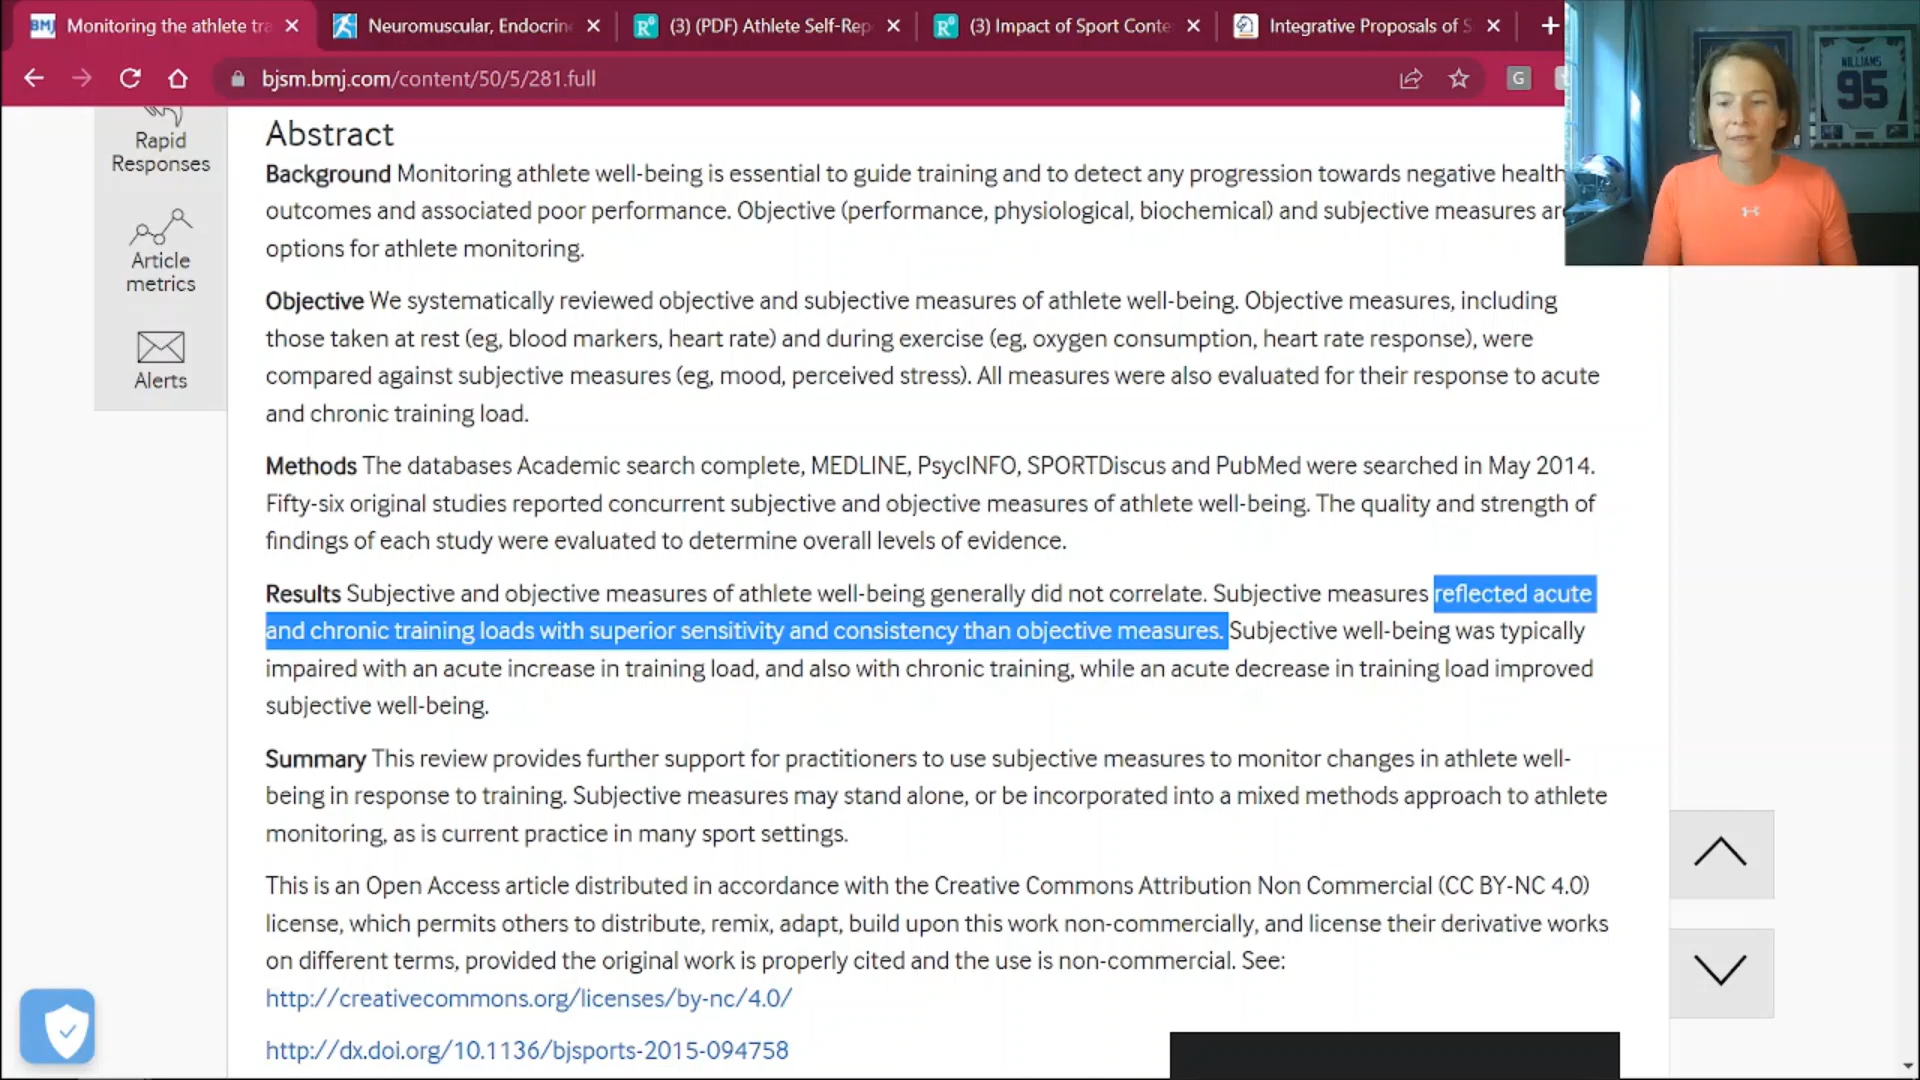 BMJ Monitoring the athlete tra
Neuromuscular, Endocrin
R (3) (PDF) Athlete Self-Rep
R (3) Impact of Sport Conte
Integrative Proposals of S
bjsm.bmj.com/content/50/5/281.full
G
WILLIAMS
95
Rapid
Responses
Article
metrics
Alerts
Abstract
Background Monitoring athlete well-being is essential to guide training and to detect any progression towards negative health
outcomes and associated poor performance. Objective (performance, physiological, biochemical) and subjective measures are
options for athlete monitoring.
Objective We systematically reviewed objective and subjective measures of athlete well-being. Objective measures, including
those taken at rest (eg, blood markers, heart rate) and during exercise (eg, oxygen consumption, heart rate response), were
compared against subjective measures (eg, mood, perceived stress). All measures were also evaluated for their response to acute
and chronic training load.
Methods The databases Academic search complete, MEDLINE, PsycINFO, SPORTDiscus and PubMed were searched in May 2014.
Fifty-six original studies reported concurrent subjective and objective measures of athlete well-being. The quality and strength of
findings of each study were evaluated to determine overall levels of evidence.
Results Subjective and objective measures of athlete well-being generally did not correlate. Subjective measures reflected acute
and chronic training loads with superior sensitivity and consistency than objective measures. Subjective well-being was typically
impaired with an acute increase in training load, and also with chronic training, while an acute decrease in training load improved
subjective well-being.
Summary This review provides further support for practitioners to use subjective measures to monitor changes in athlete well-
being in response to training. Subjective measures may stand alone, or be incorporated into a mixed methods approach to athlete
monitoring, as is current practice in many sport settings.
This is an Open Access article distributed in accordance with the Creative Commons Attribution Non Commercial (CC BY-NC 4.0)
license, which permits others to distribute, remix, adapt, build upon this work non-commercially, and license their derivative works
on different terms, provided the original work is properly cited and the use is non-commercial. See:
http://creativecommons.org/licenses/by-nc/4.0/
http://dx.doi.org/10.1136/bjsports-2015-094758